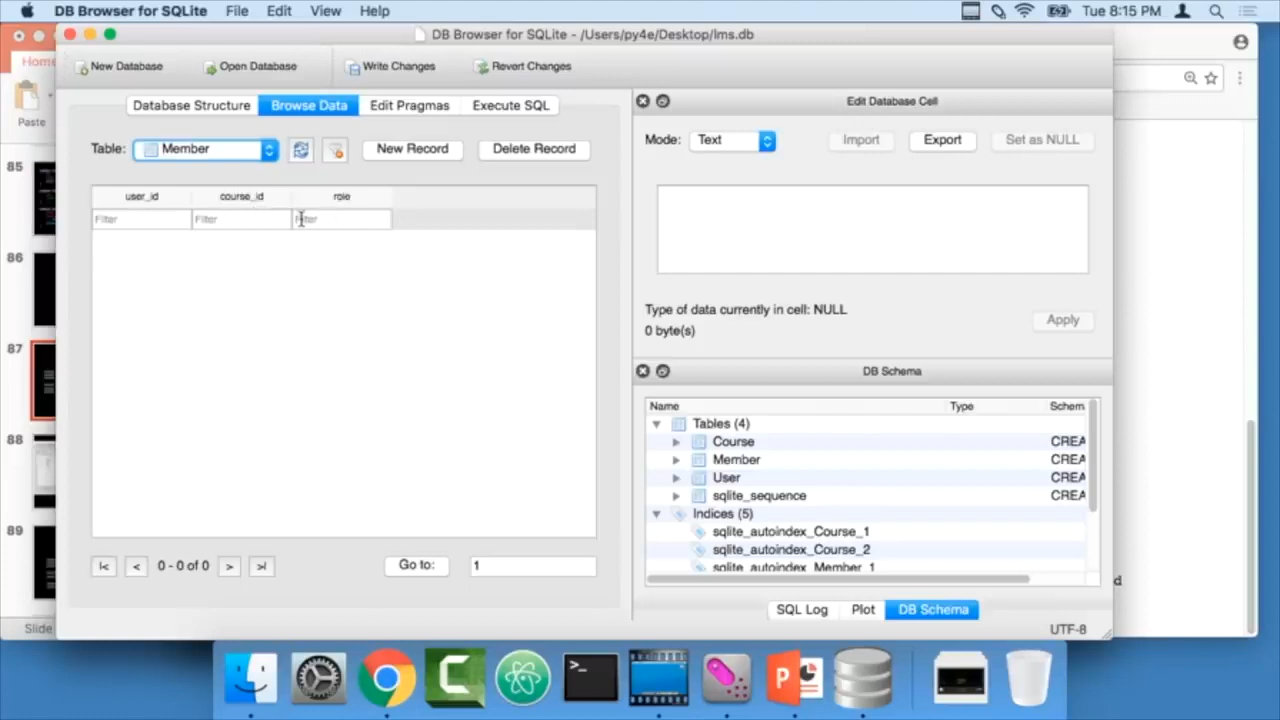 DB Browser for SQLite File Edit View Help Tue 8:15 PM
DB Browser for SQLite - /Users/py4e/Desktop/lms.db
Home
New Database Open Database Write Changes Revert Changes
Paste
Database Structure Browse Data Edit Pragmas Execute SQL
Edit Database Cell
Table: Member New Record Delete Record
Mode: Text Import Export Set as NULL
user_id course_id role
Filter Filter Filter
85
86
87
88
89
Type of data currently in cell: NULL
0 byte(s)
Apply
DB Schema
Name Type Schem
Tables (4)
Course CREA
Member CREA
User CREA
sqlite_sequence CREA
Indices (5)
sqlite_autoindex_Course_1
sqlite_autoindex_Course_2
sqlite_autoindex_Member_1
0 - 0 of 0 Go to: 1
SQL Log Plot DB Schema
Slide
UTF-8
d